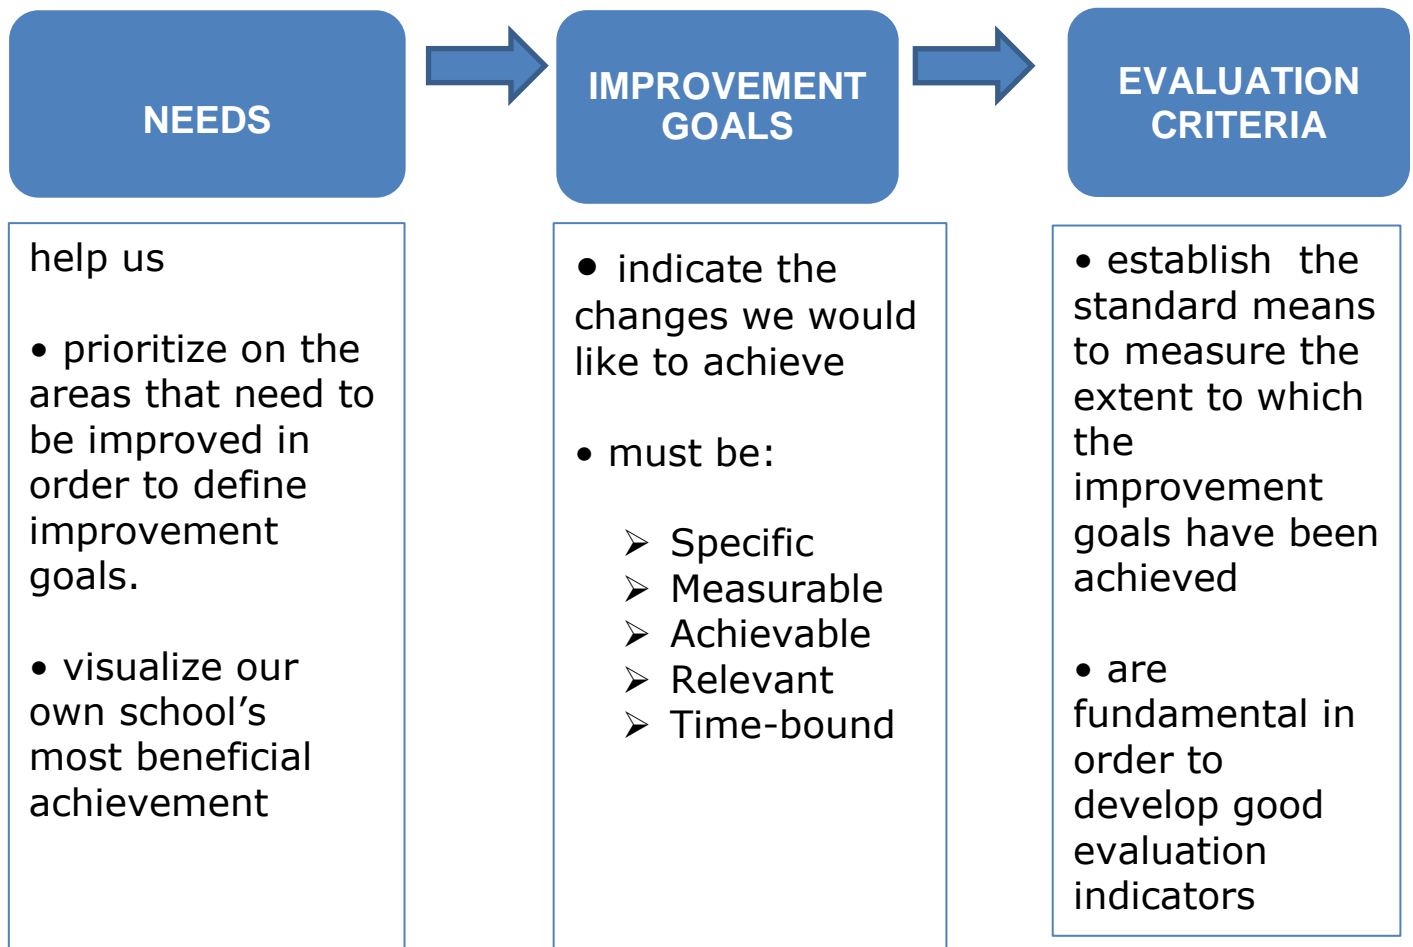 NEEDS
help us
• prioritize on the
areas that need to
be improved in
order to define
improvement
goals.
• visualize our
own school’s
most beneficial
achievement
IMPROVEMENT
GOALS
• indicate the
changes we would
like to achieve
• must be:
➢ Specific
➢ Measurable
➢ Achievable
➢ Relevant
➢ Time-bound
EVALUATION
CRITERIA
• establish  the
standard means
to measure the
extent to which
the
improvement
goals have been
achieved
• are
fundamental in
order to
develop good
evaluation
indicators